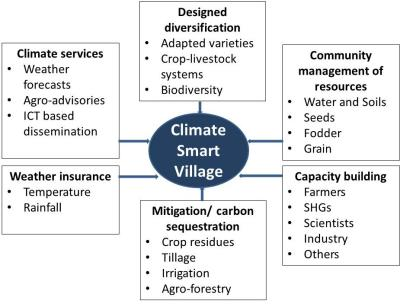 Designed
diversification
• Adapted varieties
• Crop-livestock
systems
• Biodiversity
Climate services
• Weather
forecasts
• Agro-advisories
• ICT based
dissemination
Community
management of
resources
• Water and Soils
• Seeds
• Fodder
• Grain
Climate
Smart
Village
Weather insurance
• Temperature
• Rainfall
Mitigation/ carbon
sequestration
• Crop residues
• Tillage
• Irrigation
• Agro-forestry
Capacity building
• Farmers
• SHGs
• Scientists
• Industry
• Others